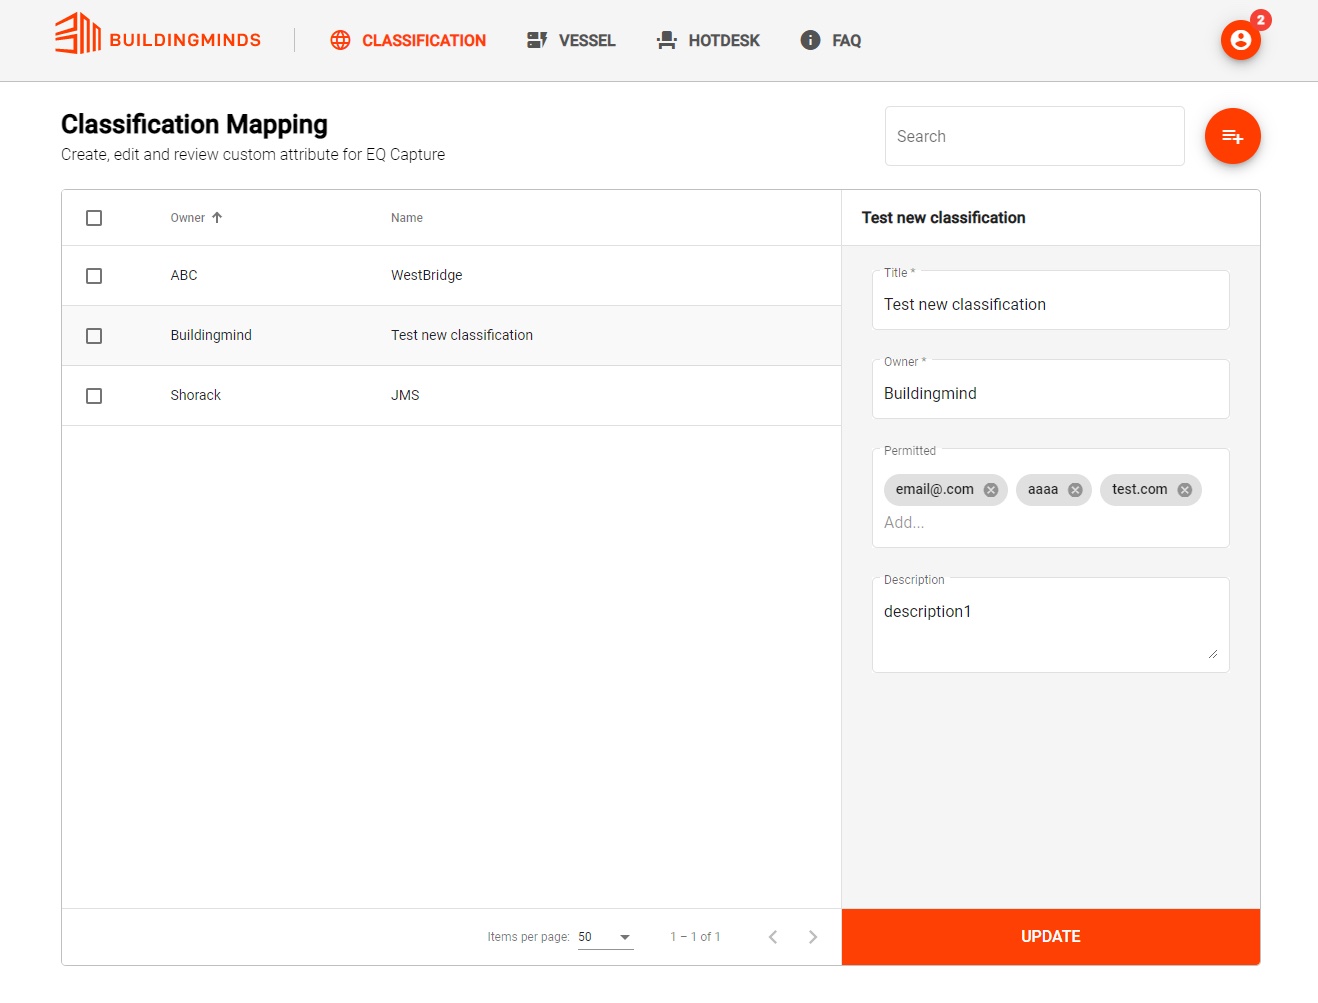 BUILDINGMINDS
CLASSIFICATION
VESSEL
HOTDESK
FAQ
2
Classification Mapping
Create, edit and review custom attribute for EQ Capture
Search
Owner Name
ABC WestBridge
Buildingmind Test new classification
Shorack JMS
Items per page: 50 1 – 1 of 1
Test new classification
Title *
Test new classification
Owner *
Buildingmind
Permitted
email@.com aaaa test.com
Add...
Description
description1
UPDATE